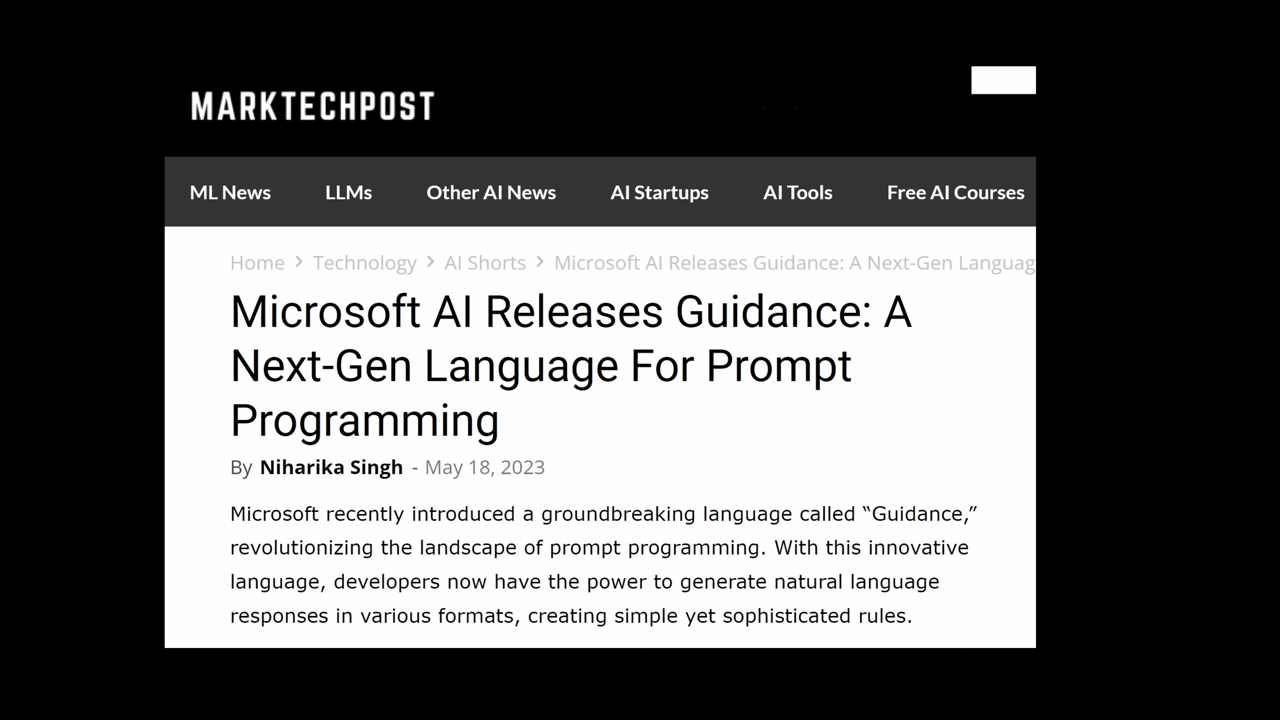 MARKTECHPOST
ML News LLMs Other AI News AI Startups AI Tools Free AI Courses
Home > Technology > AI Shorts > Microsoft AI Releases Guidance: A Next-Gen Languag
Microsoft AI Releases Guidance: A
Next-Gen Language For Prompt
Programming
By Niharika Singh - May 18, 2023
Microsoft recently introduced a groundbreaking language called “Guidance,”
revolutionizing the landscape of prompt programming. With this innovative
language, developers now have the power to generate natural language
responses in various formats, creating simple yet sophisticated rules.